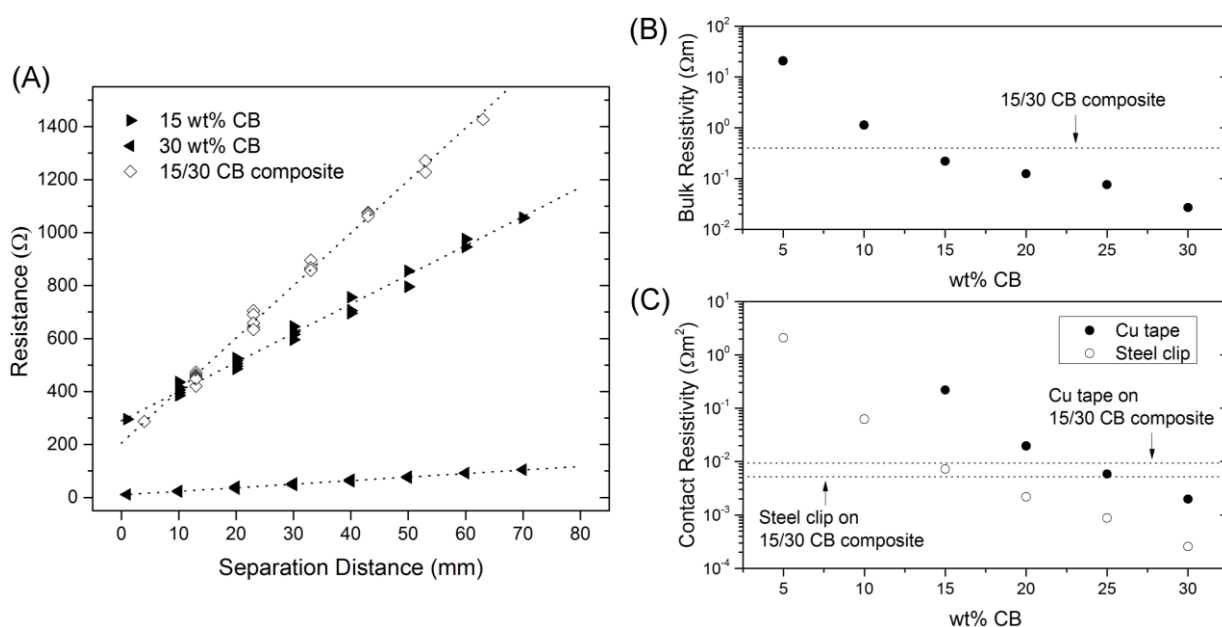 (A)
1400
1200
1000
800
600
400
200
0
Resistance (Ω)
15 wt% CB
30 wt% CB
15/30 CB composite
0 10 20 30 40 50 60 70 80
Separation Distance (mm)
(B)
10²
10¹
10⁰
10⁻¹
10⁻²
Bulk Resistivity (Ωm)
15/30 CB composite
5 10 15 20 25 30
wt% CB
(C)
10¹
10⁰
10⁻¹
10⁻²
10⁻³
10⁻⁴
Contact Resistivity (Ωm²)
Cu tape
Steel clip
Cu tape on
15/30 CB composite
Steel clip on
15/30 CB composite
5 10 15 20 25 30
wt% CB